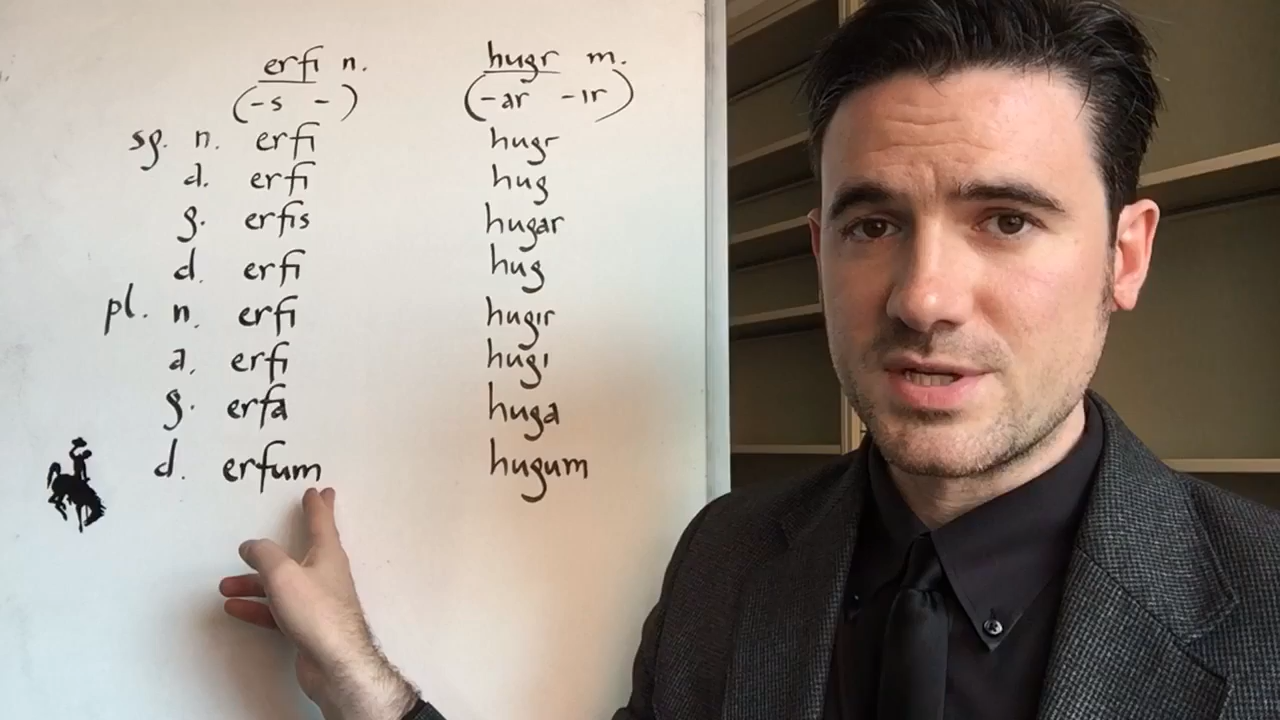 erfi n. hugr m.
(-s -) (-ar -ir)
sg. n. erfi hugr
d. erfi hug
g. erfis hugar
d. erfi hug
pl. n. erfi hugir
a. erfi hugi
g. erfa huga
d. erfum hugum